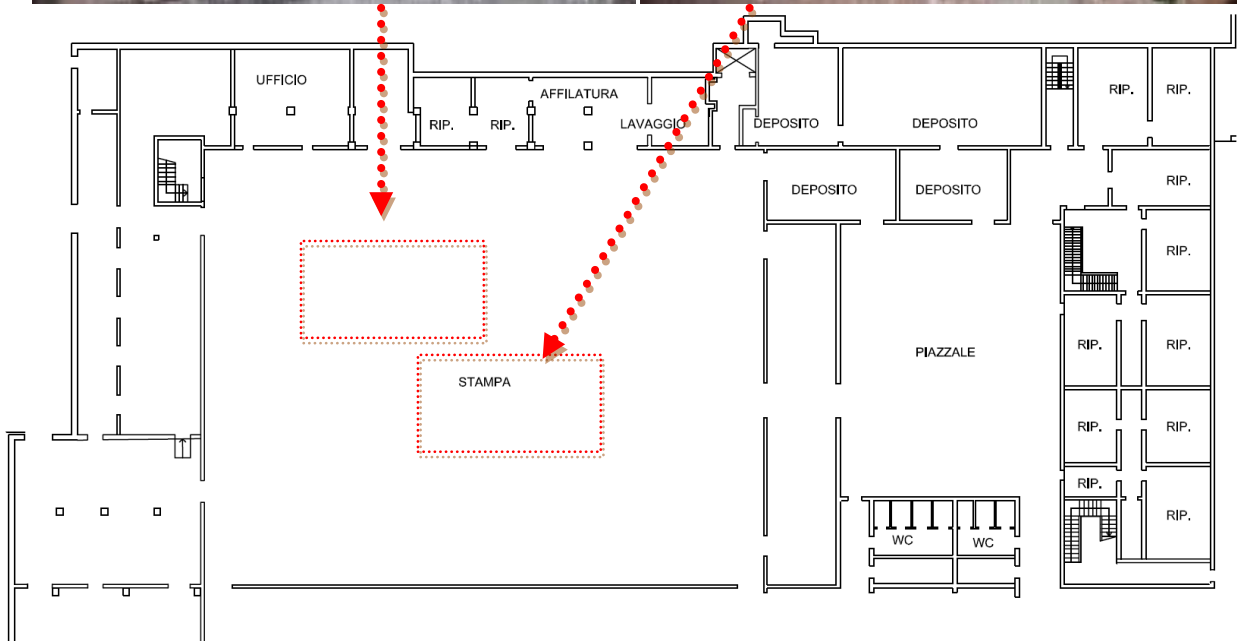 UFFICIO
AFFILATURA
RIP.
RIP.
RIP.
RIP.
LAVAGGIO
DEPOSITO
DEPOSITO
DEPOSITO
DEPOSITO
RIP.
RIP.
STAMPA
PIAZZALE
RIP.
RIP.
RIP.
RIP.
RIP.
RIP.
WC
WC